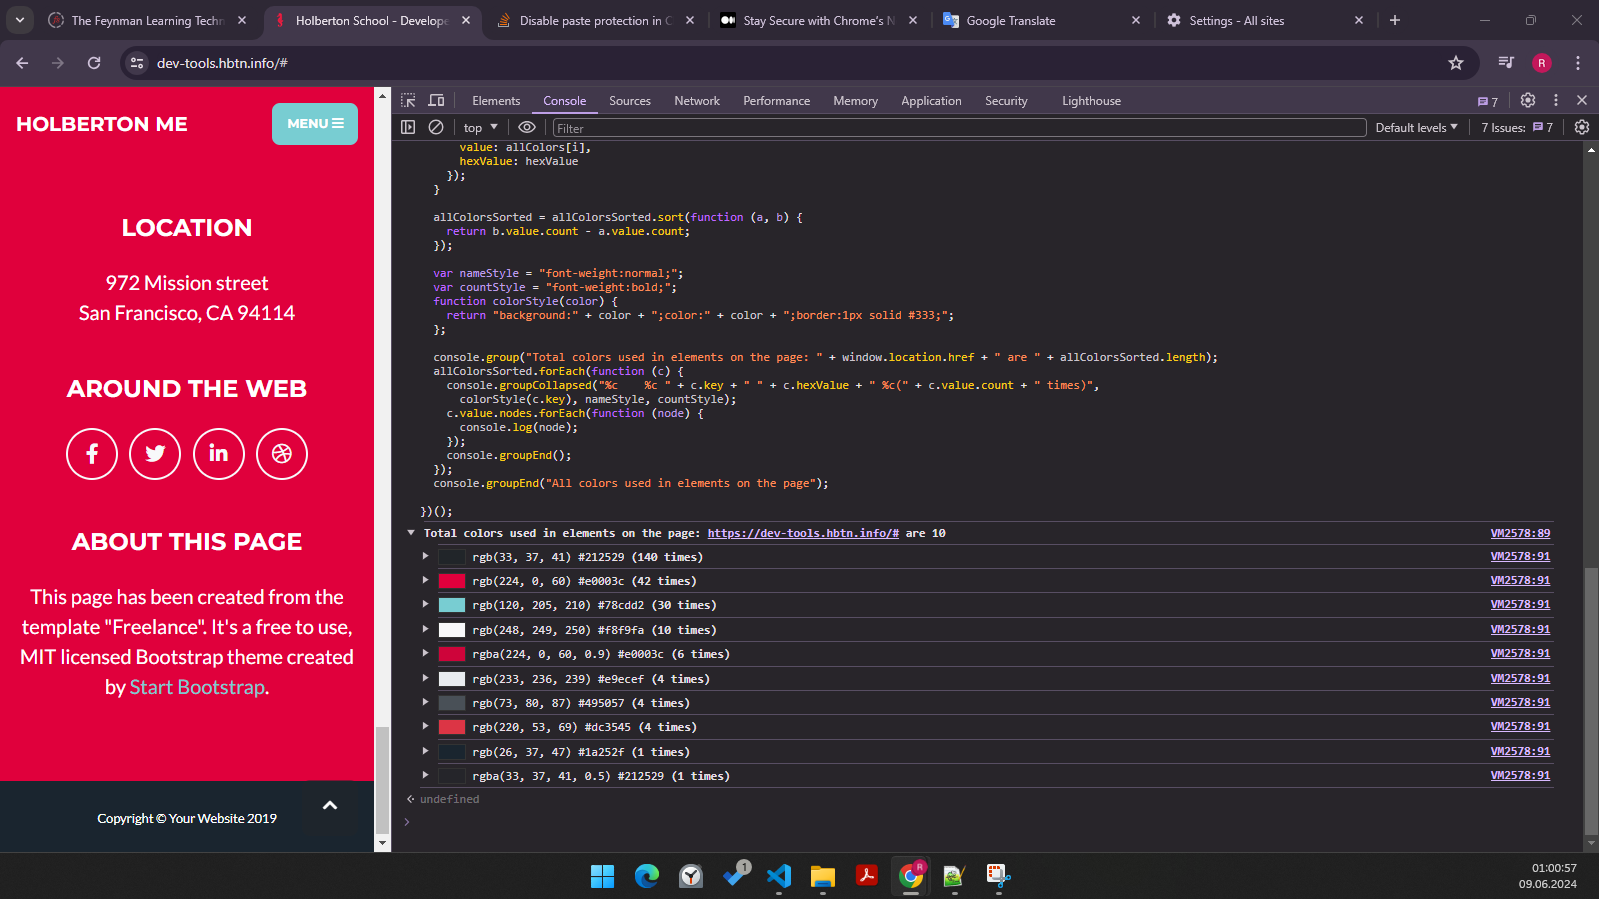 The Feynman Learning Techn
Holberton School - Develope
Disable paste protection in C
Stay Secure with Chrome's N
Google Translate
Settings - All sites
dev-tools.hbtn.info/#
R
HOLBERTON ME
MENU
LOCATION
972 Mission street
San Francisco, CA 94114
AROUND THE WEB
ABOUT THIS PAGE
This page has been created from the
template "Freelance". It's a free to use,
MIT licensed Bootstrap theme created
by Start Bootstrap.
Copyright © Your Website 2019
Elements Console Sources Network Performance Memory Application Security Lighthouse 7
top Filter Default levels 7 Issues: 7
value: allColors[i],
hexValue: hexValue
});
}
allColorsSorted = allColorsSorted.sort(function (a, b) {
return b.value.count - a.value.count;
});
var nameStyle = "font-weight:normal;";
var countStyle = "font-weight:bold;";
function colorStyle(color) {
return "background:" + color + ";color:" + color + ";border:1px solid #333;";
};
console.group("Total colors used in elements on the page: " + window.location.href + " are " + allColorsSorted.length);
allColorsSorted.forEach(function (c) {
console.groupCollapsed("%c    %c " + c.key + " " + c.hexValue + " %c(" + c.value.count + " times)",
colorStyle(c.key), nameStyle, countStyle);
c.value.nodes.forEach(function (node) {
console.log(node);
});
console.groupEnd();
});
console.groupEnd("All colors used in elements on the page");
})();
Total colors used in elements on the page: https://dev-tools.hbtn.info/# are 10 VM2578:89
rgb(33, 37, 41) #212529 (140 times) VM2578:91
rgb(224, 0, 60) #e0003c (42 times) VM2578:91
rgb(120, 205, 210) #78cdd2 (30 times) VM2578:91
rgb(248, 249, 250) #f8f9fa (10 times) VM2578:91
rgba(224, 0, 60, 0.9) #e0003c (6 times) VM2578:91
rgb(233, 236, 239) #e9ecef (4 times) VM2578:91
rgb(73, 80, 87) #495057 (4 times) VM2578:91
rgb(220, 53, 69) #dc3545 (4 times) VM2578:91
rgb(26, 37, 47) #1a252f (1 times) VM2578:91
rgba(33, 37, 41, 0.5) #212529 (1 times) VM2578:91
undefined
1
R
01:00:57
09.06.2024